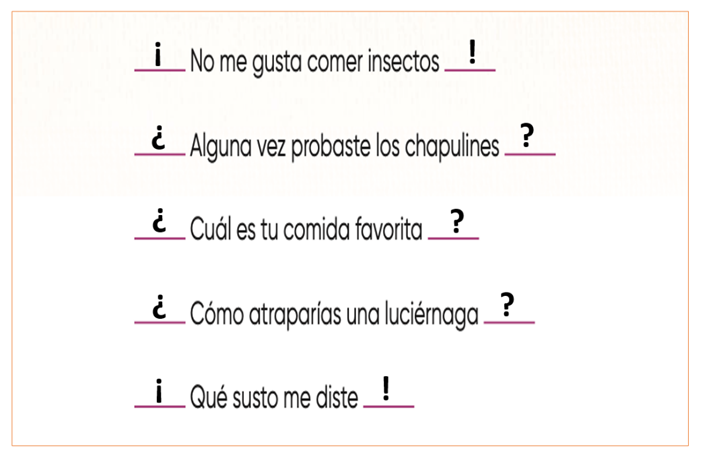 ¡ No me gusta comer insectos !
¿ Alguna vez probaste los chapulines ?
¿ Cuál es tu comida favorita ?
¿ Cómo atraparías una luciérnaga ?
¡ Qué susto me diste !